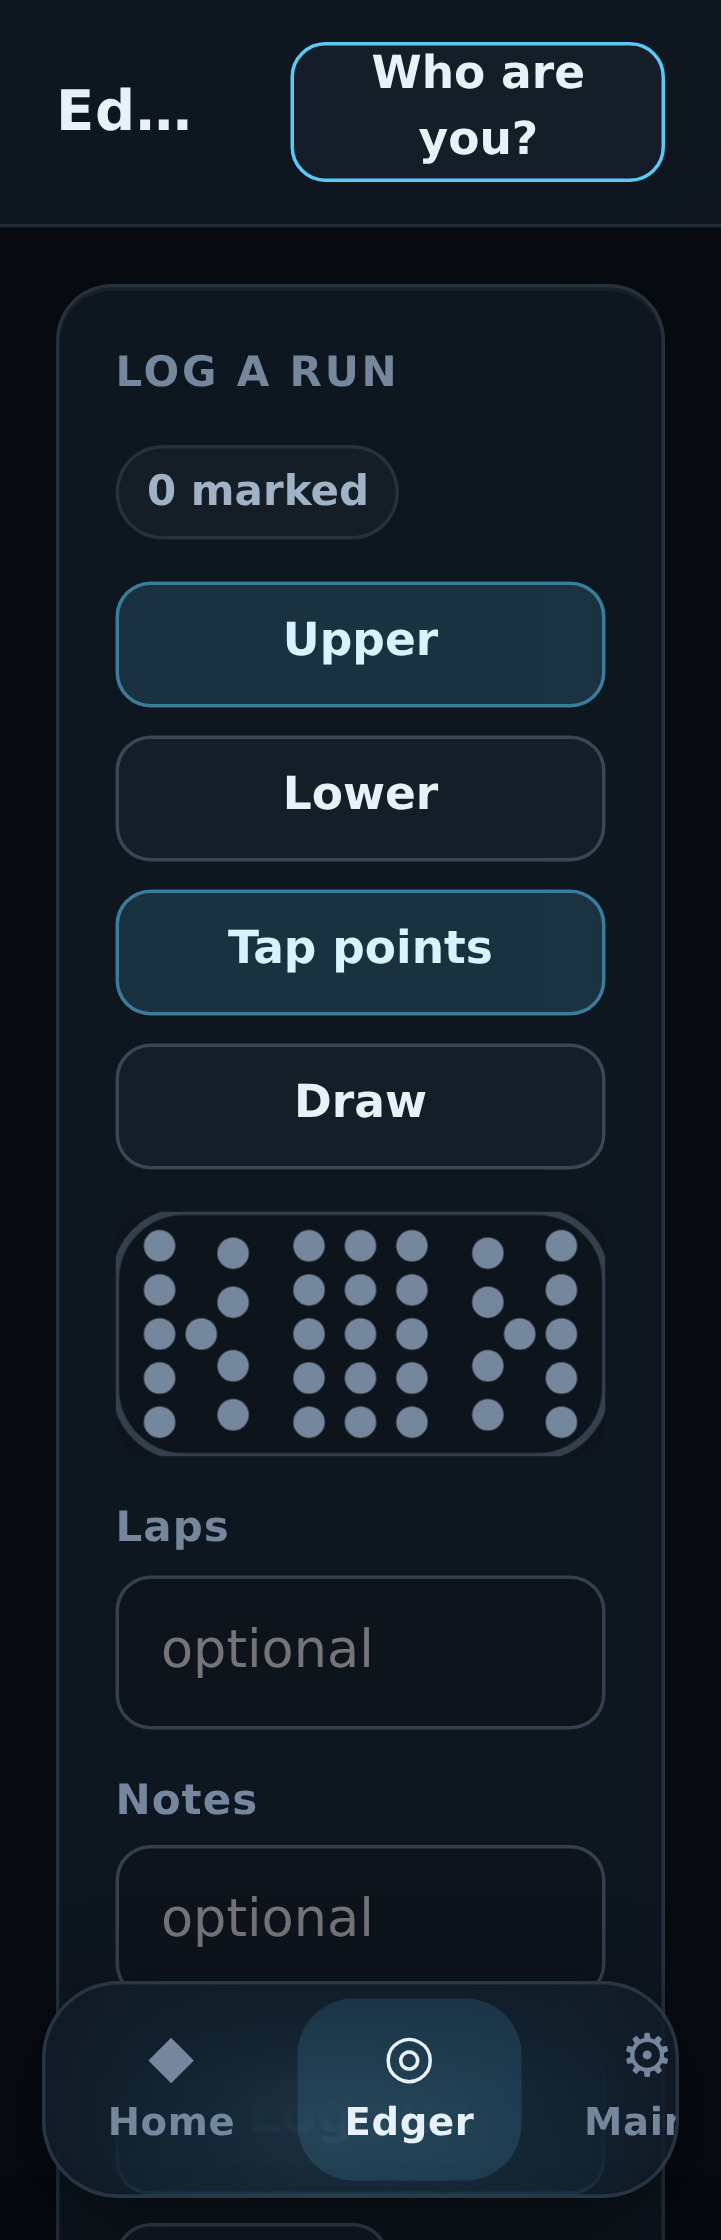 Ed…
Who are
you?
LOG A RUN
0 marked
Upper
Lower
Tap points
Draw
Laps
optional
Notes
optional
Home
Edger
Mair